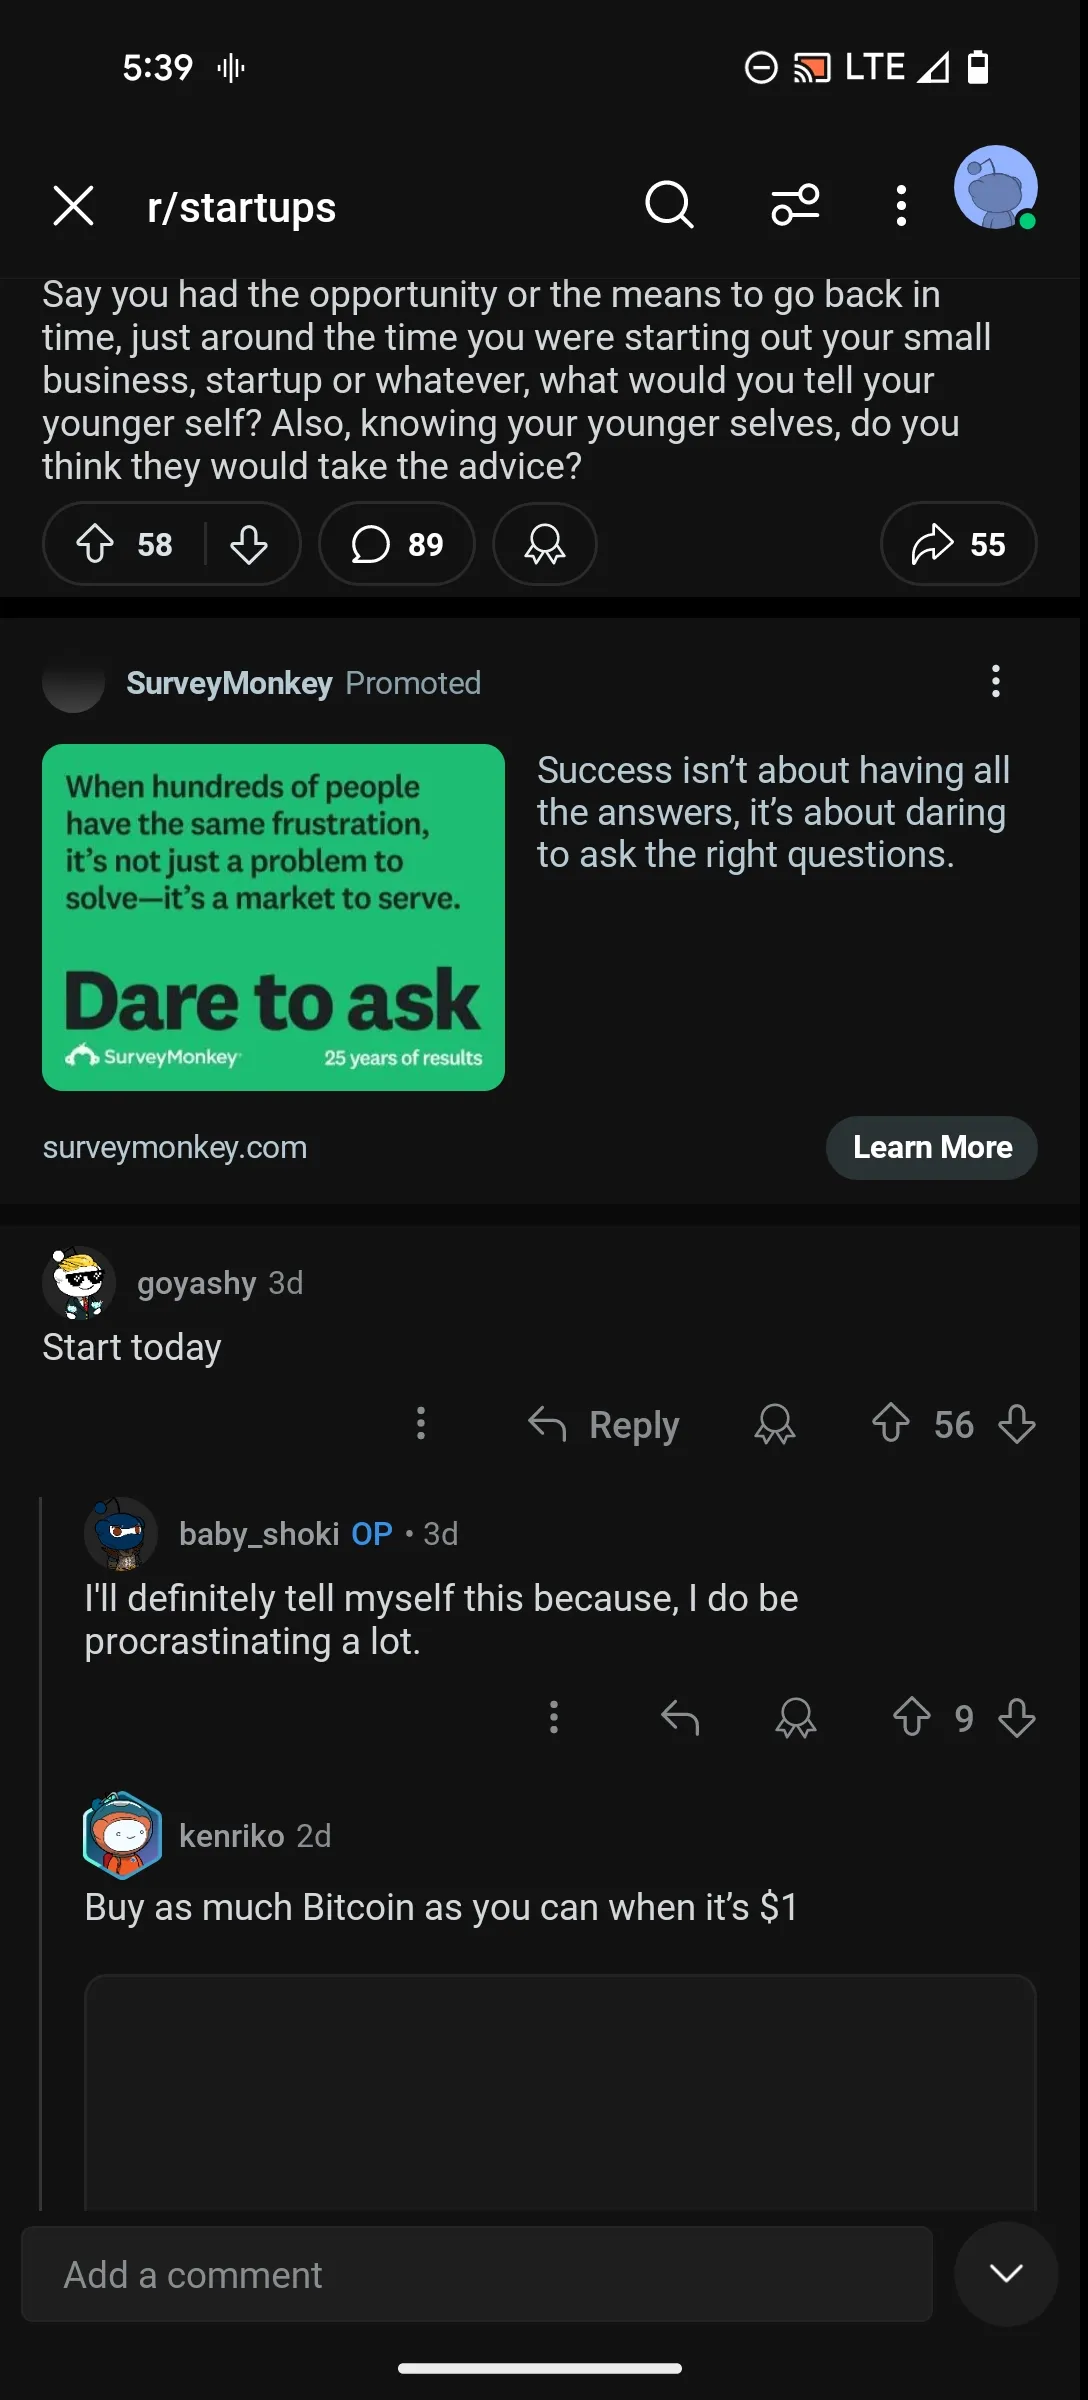 5:39
LTE
r/startups
Say you had the opportunity or the means to go back in
time, just around the time you were starting out your small
business, startup or whatever, what would you tell your
younger self? Also, knowing your younger selves, do you
think they would take the advice?
58
89
55
SurveyMonkey Promoted
When hundreds of people
have the same frustration,
it's not just a problem to
solve—it's a market to serve.
Dare to ask
SurveyMonkey
25 years of results
Success isn’t about having all
the answers, it’s about daring
to ask the right questions.
surveymonkey.com
Learn More
goyashy 3d
Start today
Reply
56
baby_shoki OP • 3d
I'll definitely tell myself this because, I do be
procrastinating a lot.
9
kenriko 2d
Buy as much Bitcoin as you can when it’s $1
Add a comment